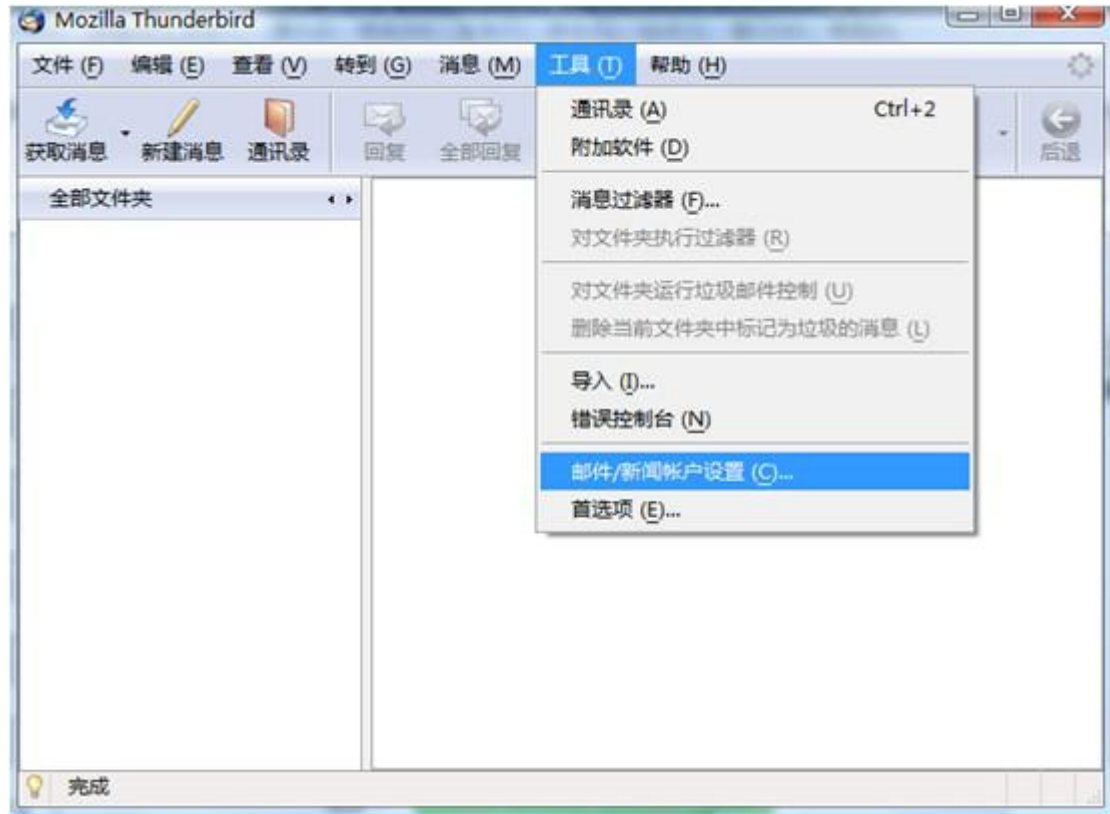 Mozilla Thunderbird
文件 (F) 编辑 (E) 查看 (V) 转到 (G) 消息 (M) 工具 (T) 帮助 (H)
获取消息 新建消息 通讯录 回复 全部回复 后退
通讯录 (A) Ctrl+2
附加软件 (D)
全部文件夹
消息过滤器 (F)...
对文件夹执行过滤器 (R)
对文件夹运行垃圾邮件控制 (U)
删除当前文件夹中标记为垃圾的消息 (L)
导入 (I)...
错误控制台 (N)
邮件/新闻帐户设置 (C)...
首选项 (E)...
完成